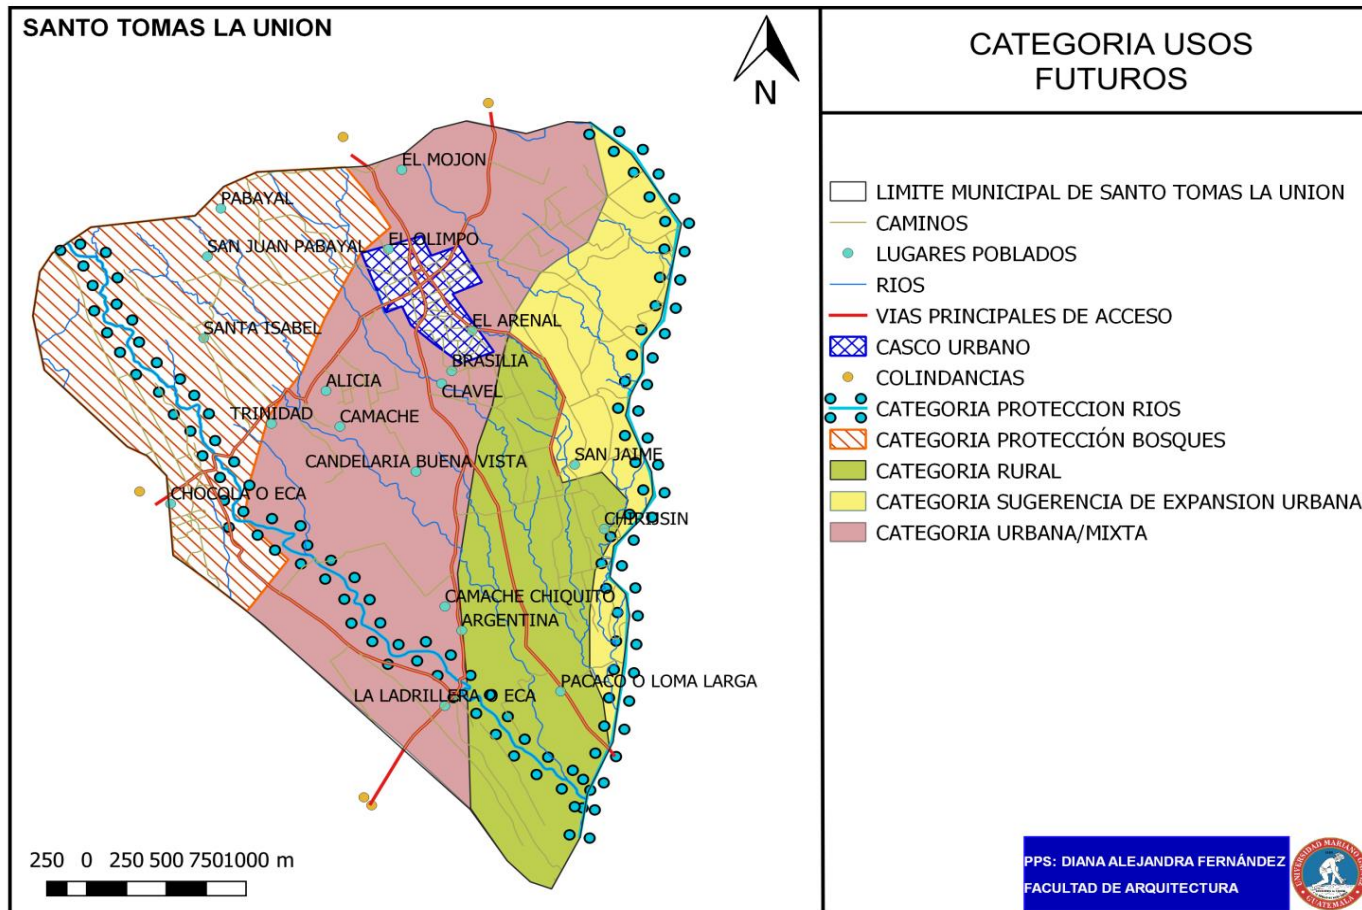 SANTO TOMAS LA UNION
N
CATEGORIA USOS
FUTUROS
EL MOJON
PABAYAL
EL OLIMPO
SAN JUAN PABAYAL
SANTA ISABEL
EL ARENAL
BRASILIA
ALICIA
CLAVEL
TRINIDAD
CAMACHE
CANDELARIA BUENA VISTA
SAN JAIME
CHOCOLA O ECA
CHIRIJSIN
CAMACHE CHIQUITO
ARGENTINA
PACACO O LOMA LARGA
LA LADRILLERA O ECA
250 0 250 500 7501000 m
LIMITE MUNICIPAL DE SANTO TOMAS LA UNION
CAMINOS
LUGARES POBLADOS
RIOS
VIAS PRINCIPALES DE ACCESO
CASCO URBANO
COLINDANCIAS
CATEGORIA PROTECCION RIOS
CATEGORIA PROTECCIÓN BOSQUES
CATEGORIA RURAL
CATEGORIA SUGERENCIA DE EXPANSION URBANA
CATEGORIA URBANA/MIXTA
PPS: DIANA ALEJANDRA FERNÁNDEZ
FACULTAD DE ARQUITECTURA
UNIVERSIDAD MARIANO
GUATEMALA